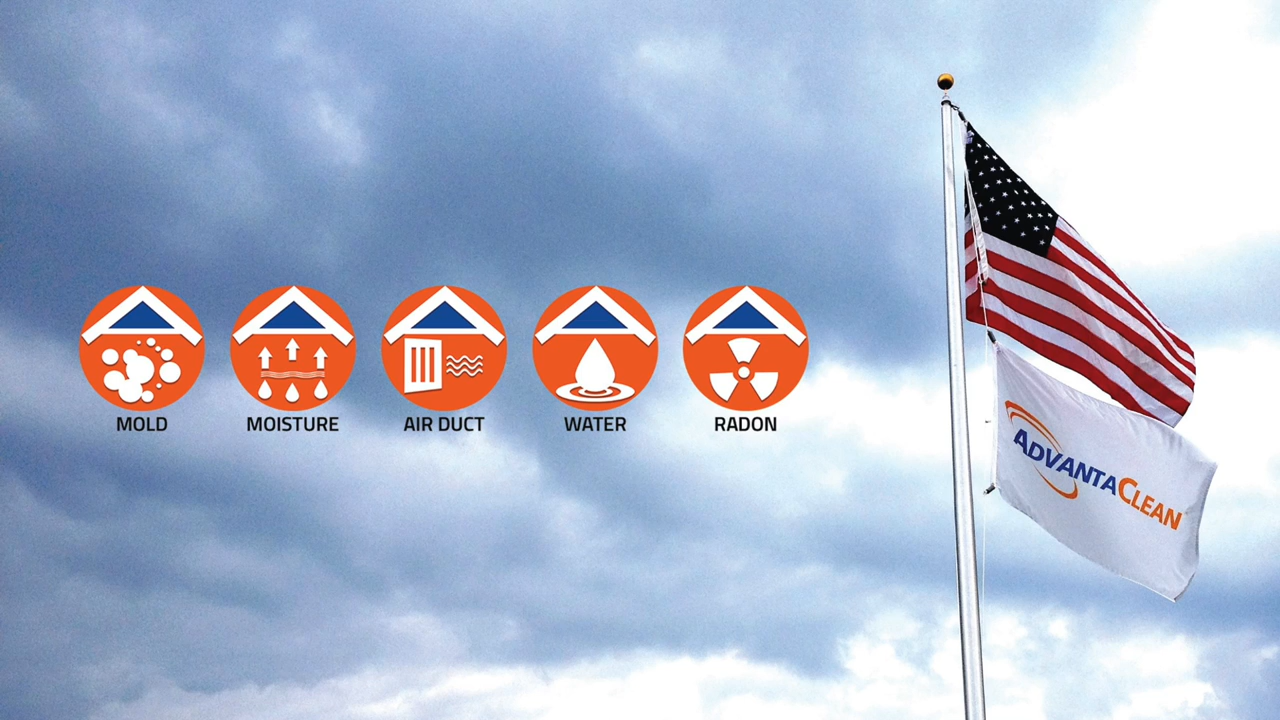 MOLD
MOISTURE
AIR DUCT
WATER
RADON
ADVANTACLEAN